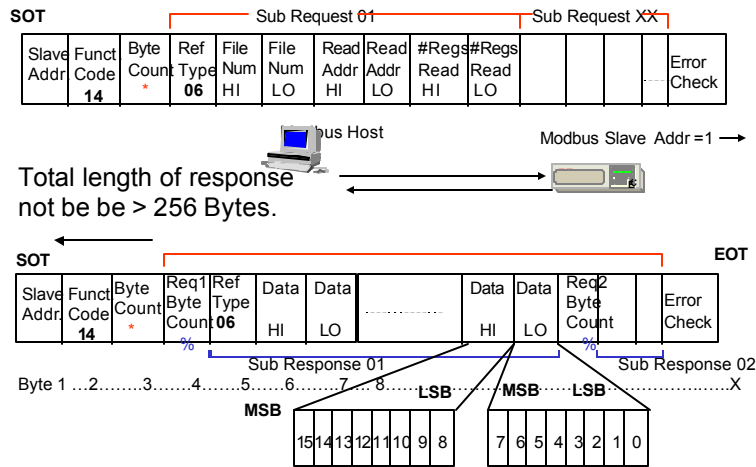 SOT
Sub Request 01
Sub Request XX
Slave Addr
Funct Code 14
Byte Count *
Ref Type 06
File Num HI
File Num LO
Read Addr HI
Read Addr LO
#Regs Read HI
#Regs Read LO
Error Check
bus Host
Modbus Slave Addr =1
Total length of response
not be be > 256 Bytes.
SOT
EOT
Slave Addr.
Funct Code 14
Byte Count *
Req1 Byte Count %
Ref Type 06
Data HI
Data LO
Data HI
Data LO
Req2 Byte Count %
Error Check
Sub Response 01
Sub Response 02
Byte 1 ...2........3........4........5.......6.........7...8...X
MSB
LSB
MSB
LSB
15 14 13 12 11 10 9 8
7 6 5 4 3 2 1 0